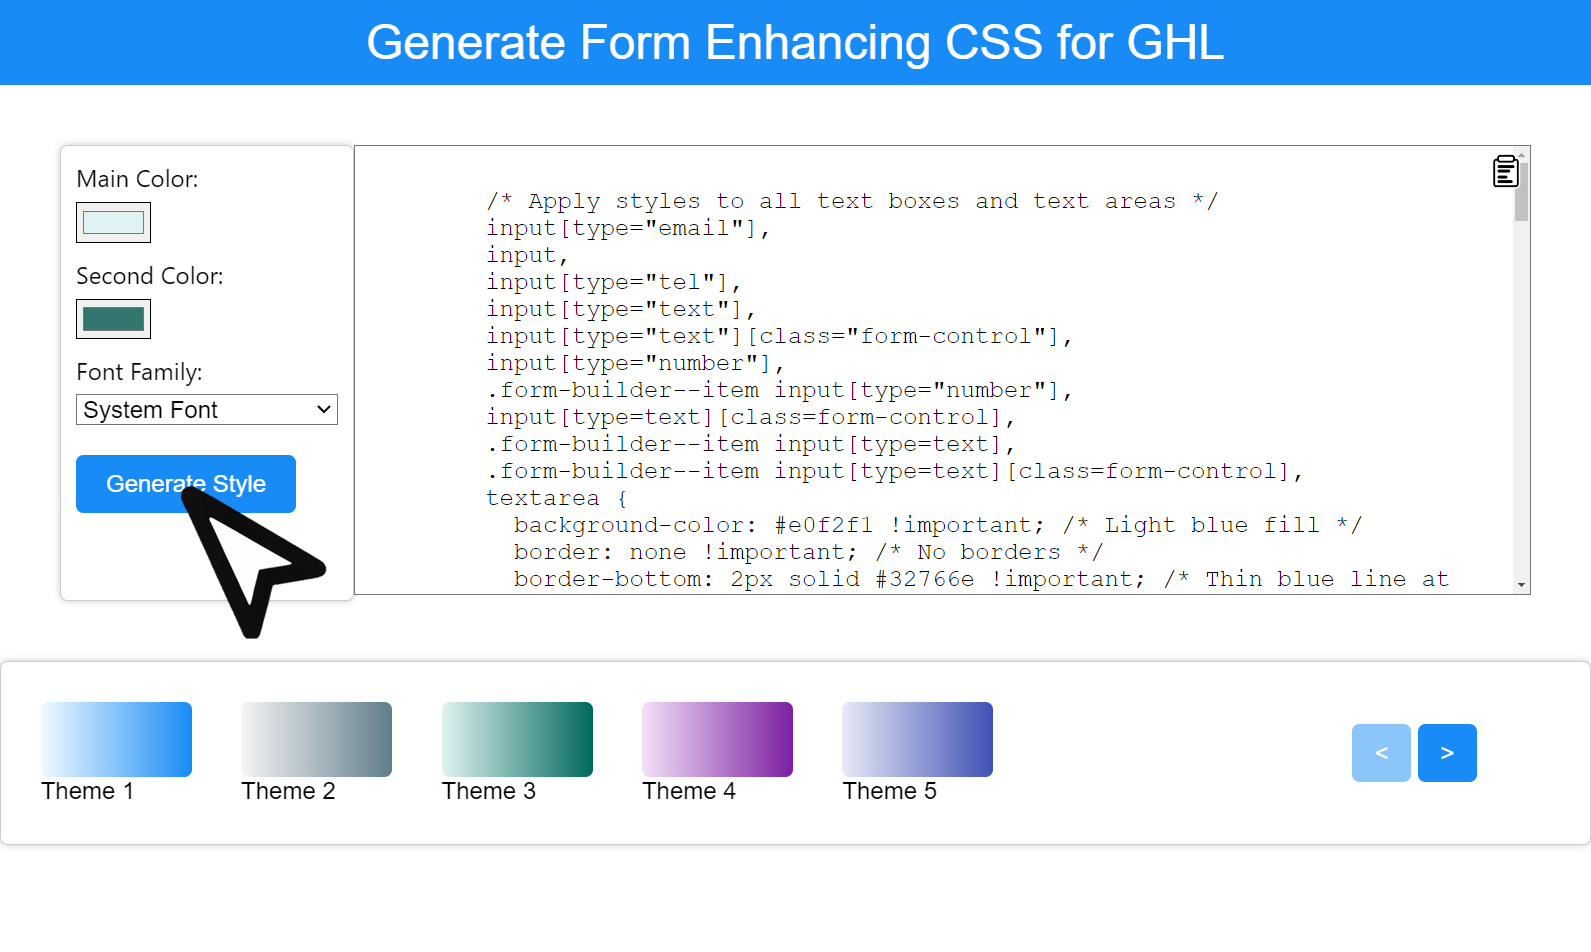 Generate Form Enhancing CSS for GHL
Main Color:
Second Color:
Font Family:
System Font
Generate Style
/* Apply styles to all text boxes and text areas */
input[type="email"],
input,
input[type="tel"],
input[type="text"],
input[type="text"][class="form-control"],
input[type="number"],
.form-builder--item input[type="number"],
input[type=text][class=form-control],
.form-builder--item input[type=text],
.form-builder--item input[type=text][class=form-control],
textarea {
  background-color: #e0f2f1 !important; /* Light blue fill */
  border: none !important; /* No borders */
  border-bottom: 2px solid #32766e !important; /* Thin blue line at
Theme 1
Theme 2
Theme 3
Theme 4
Theme 5
<
>